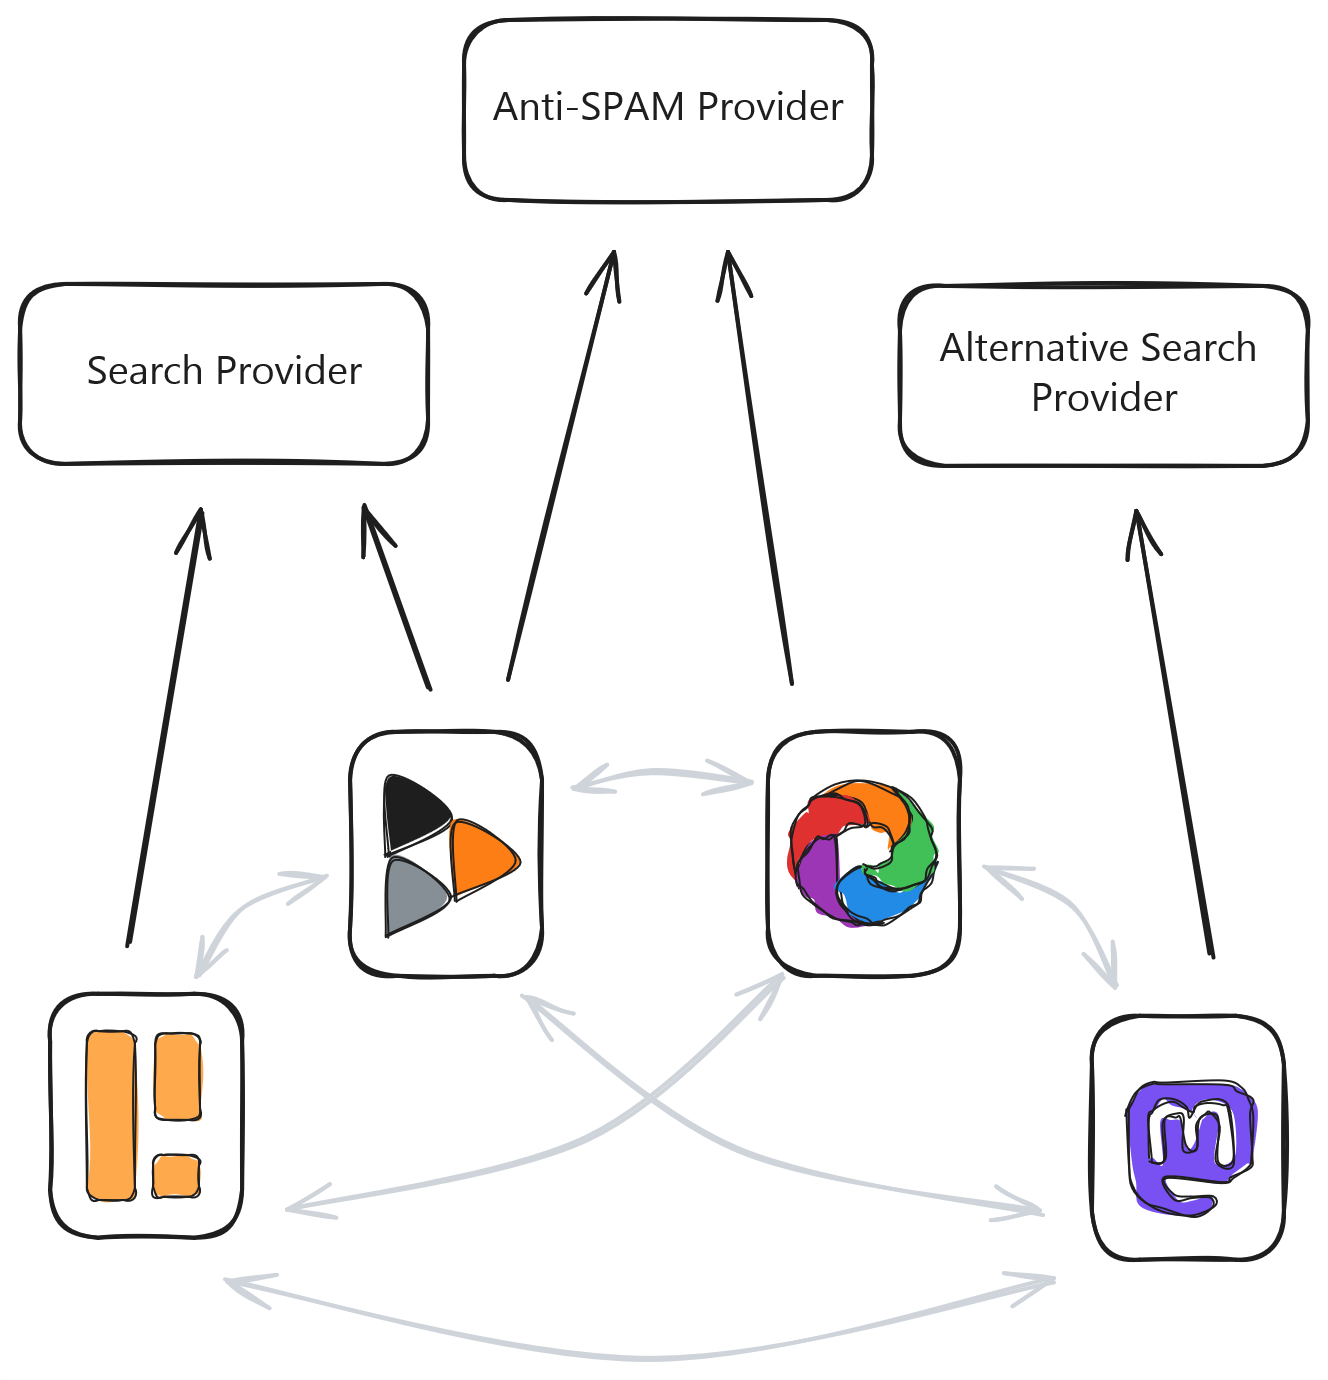 Anti-SPAM Provider
Search Provider
Alternative Search
Provider